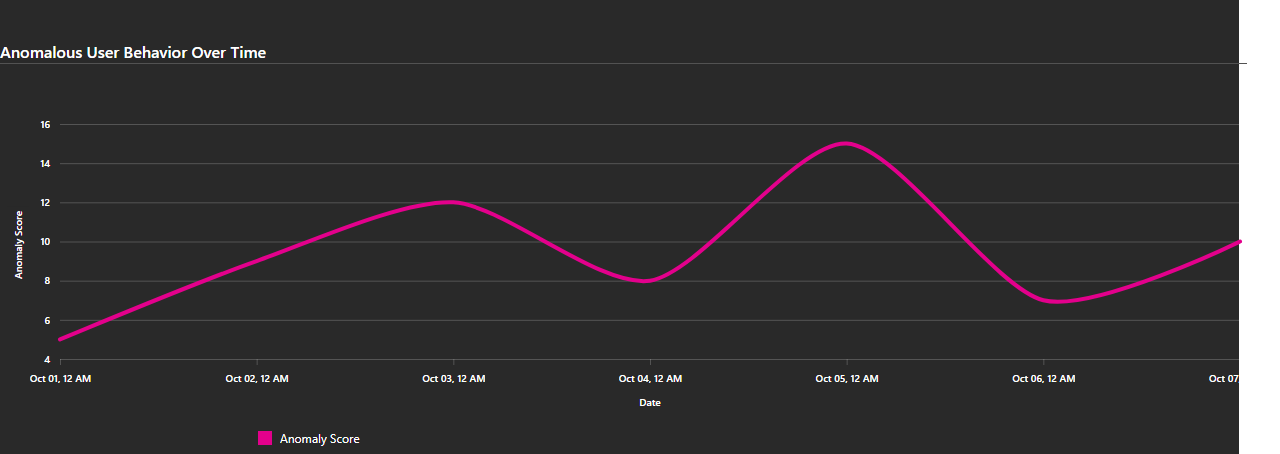 Anomalous User Behavior Over Time
16
14
12
10
8
6
4
Anomaly Score
Oct 01, 12 AM Oct 02, 12 AM Oct 03, 12 AM Oct 04, 12 AM Oct 05, 12 AM Oct 06, 12 AM Oct 07
Date
Anomaly Score